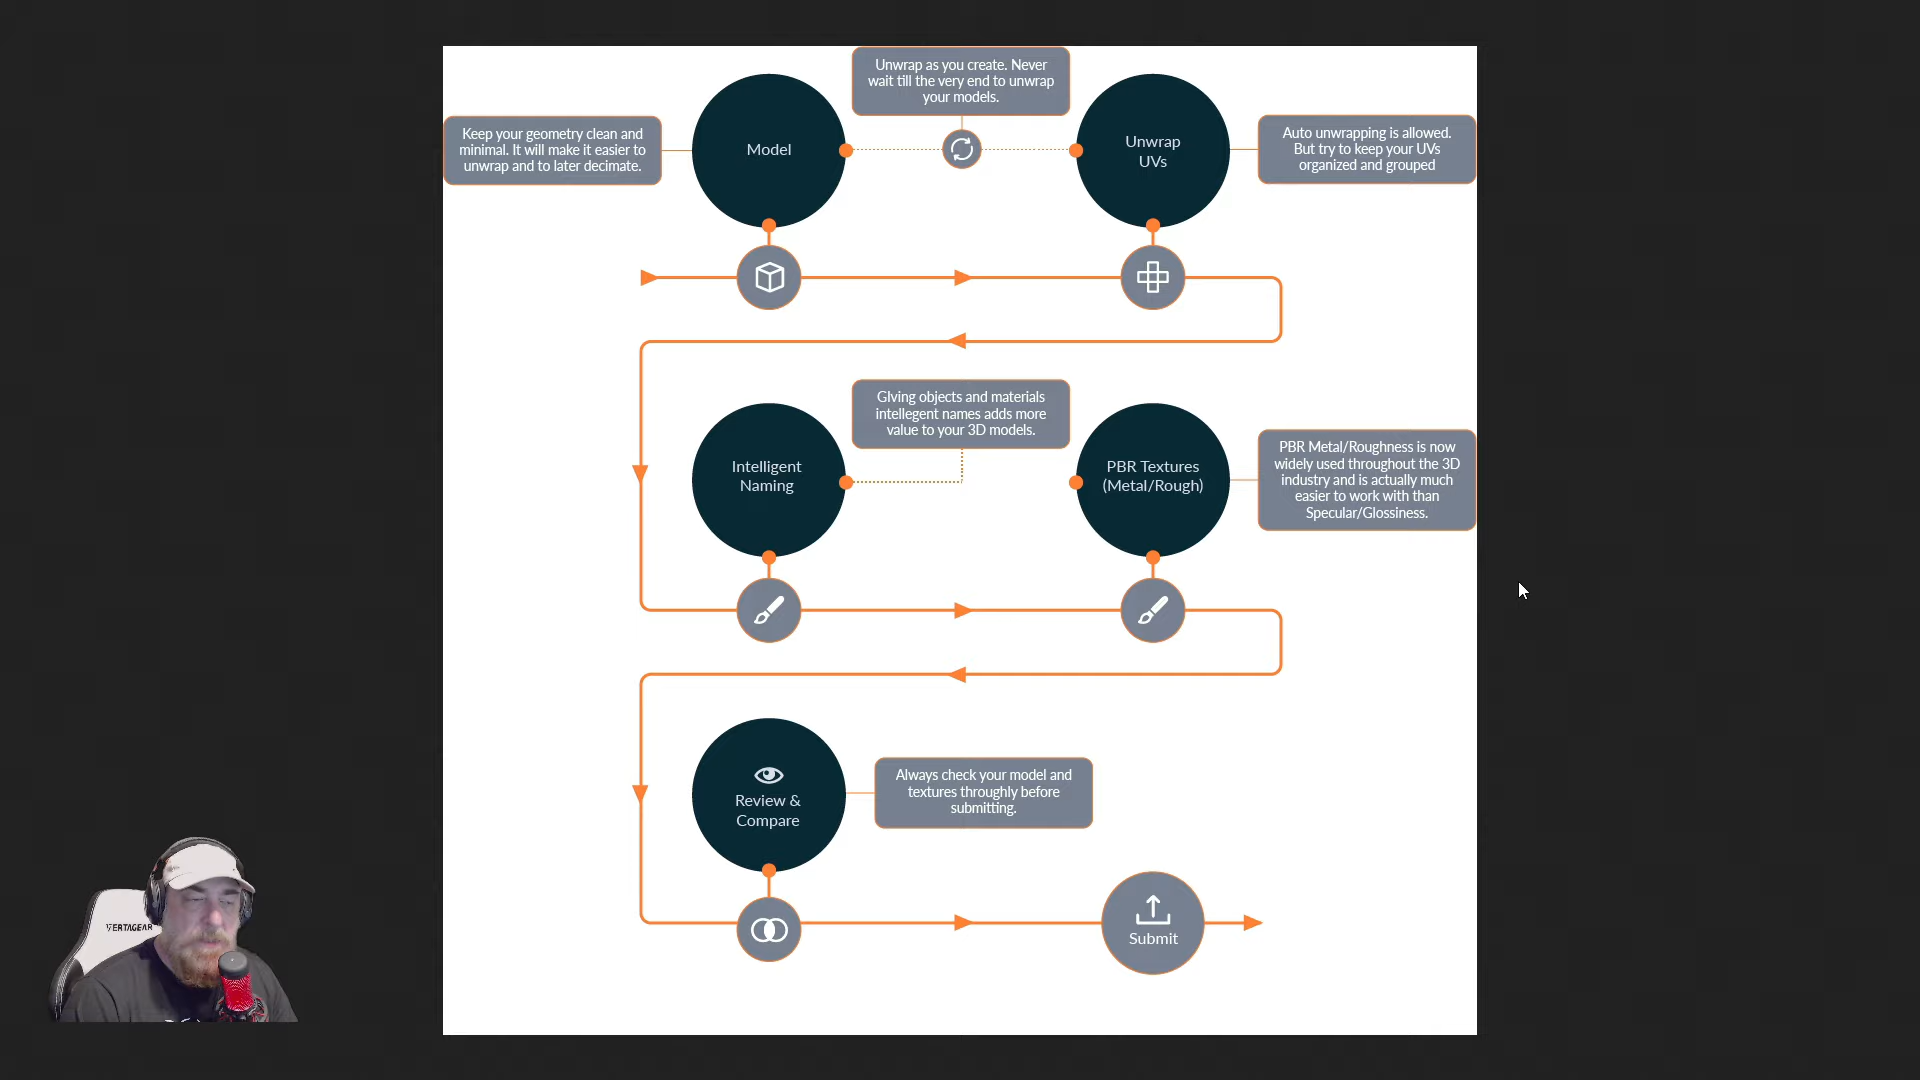 Unwrap as you create. Never
wait till the very end to unwrap
your models.
Keep your geometry clean and
minimal. It will make it easier to
unwrap and to later decimate.
Model
Unwrap
UVs
Auto unwrapping is allowed.
But try to keep your UVs
organized and grouped
GIving objects and materials
intellegent names adds more
value to your 3D models.
Intelligent
Naming
PBR Textures
(Metal/Rough)
PBR Metal/Roughness is now
widely used throughout the 3D
industry and is actually much
easier to work with than
Specular/Glossiness.
Review &
Compare
Always check your model and
textures throughly before
submitting.
Submit
VERTAGEAR